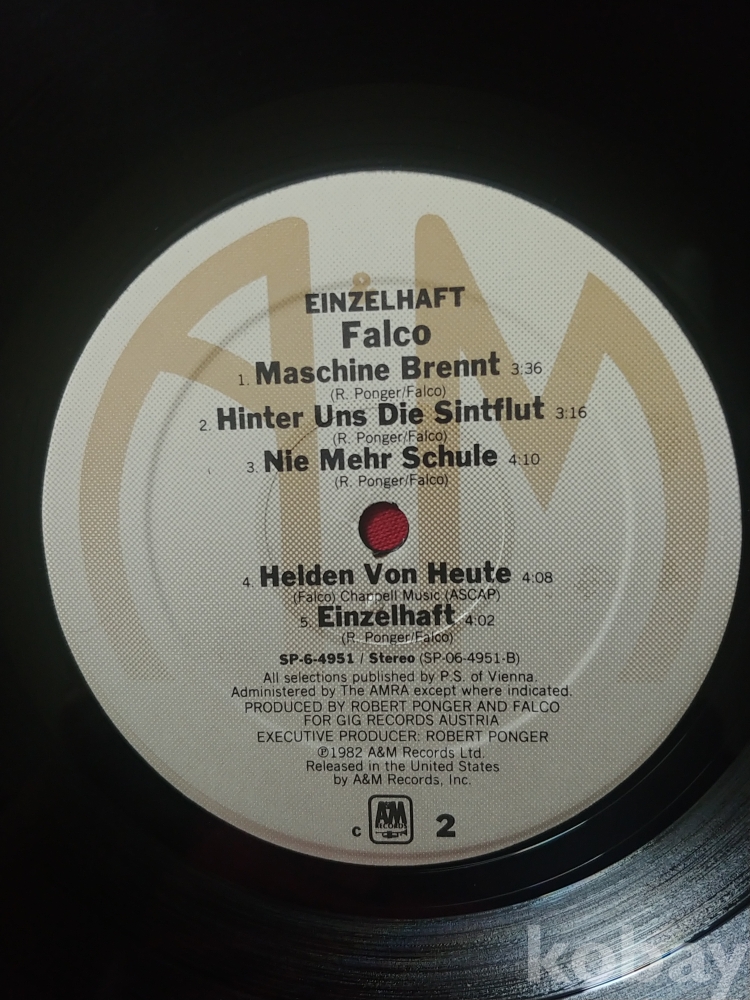 EINZELHAFT
Falco
1. Maschine Brennt 3:36
(R. Ponger/Falco)
2. Hinter Uns Die Sintflut 3:16
(R. Ponger/Falco)
3. Nie Mehr Schule 4:10
(R. Ponger/Falco)
4. Helden Von Heute 4:08
(Falco) Chappell Music (ASCAP)
5. Einzelhaft 4:02
(R. Ponger/Falco)
SP-6-4951 / Stereo (SP-06-4951-B)
All selections published by P.S. of Vienna.
Administered by The AMRA except where indicated.
PRODUCED BY ROBERT PONGER AND FALCO
FOR GIG RECORDS AUSTRIA
EXECUTIVE PRODUCER: ROBERT PONGER
℗1982 A&M Records Ltd.
Released in the United States
by A&M Records, Inc.
C A&M RECORDS 2
kobay